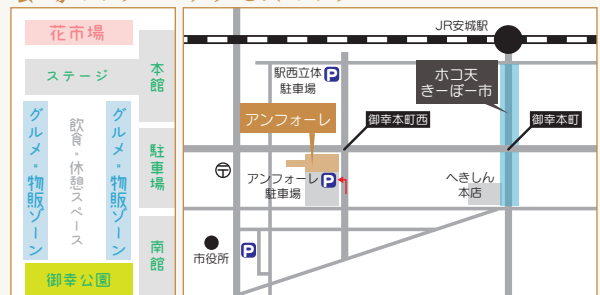 花市場
ステージ
本館
グルメ・物販ゾーン
飲食・休憩スペース
グルメ・物販ゾーン
駐車場
南館
御幸公園
JR安城駅
駅西立体
駐車場
P
ホコ天
きーぼー市
アンフォーレ
御幸本町西
御幸本町
アンフォーレ
駐車場
P
へきしん
本店
市役所
P